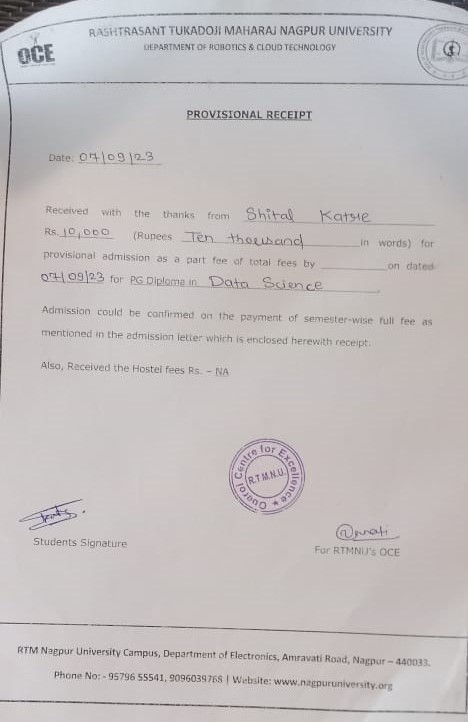 RASHTRASANT TUKADOJI MAHARAJ NAGPUR UNIVERSITY
DEPARTMENT OF ROBOTICS & CLOUD TECHNOLOGY
OCE
PROVISIONAL RECEIPT
Date: 07/09/23
Received with the thanks from Shital Katxe
Rs. 10,000 (Rupees Ten thousand in words) for
provisional admission as a part fee of total fees by on dated
07/09/23 for PG Diploma in Data Science.
Admission could be confirmed on the payment of semester-wise full fee as
mentioned in the admission letter which is enclosed herewith receipt.
Also, Received the Hostel fees Rs. – NA
Centre for Excellence
R.T.M.N.U.
Students Signature
For RTMNU's OCE
RTM Nagpur University Campus, Department of Electronics, Amravati Road, Nagpur – 440033.
Phone No: - 95796 55541, 9096039768 | Website: www.nagpuruniversity.org